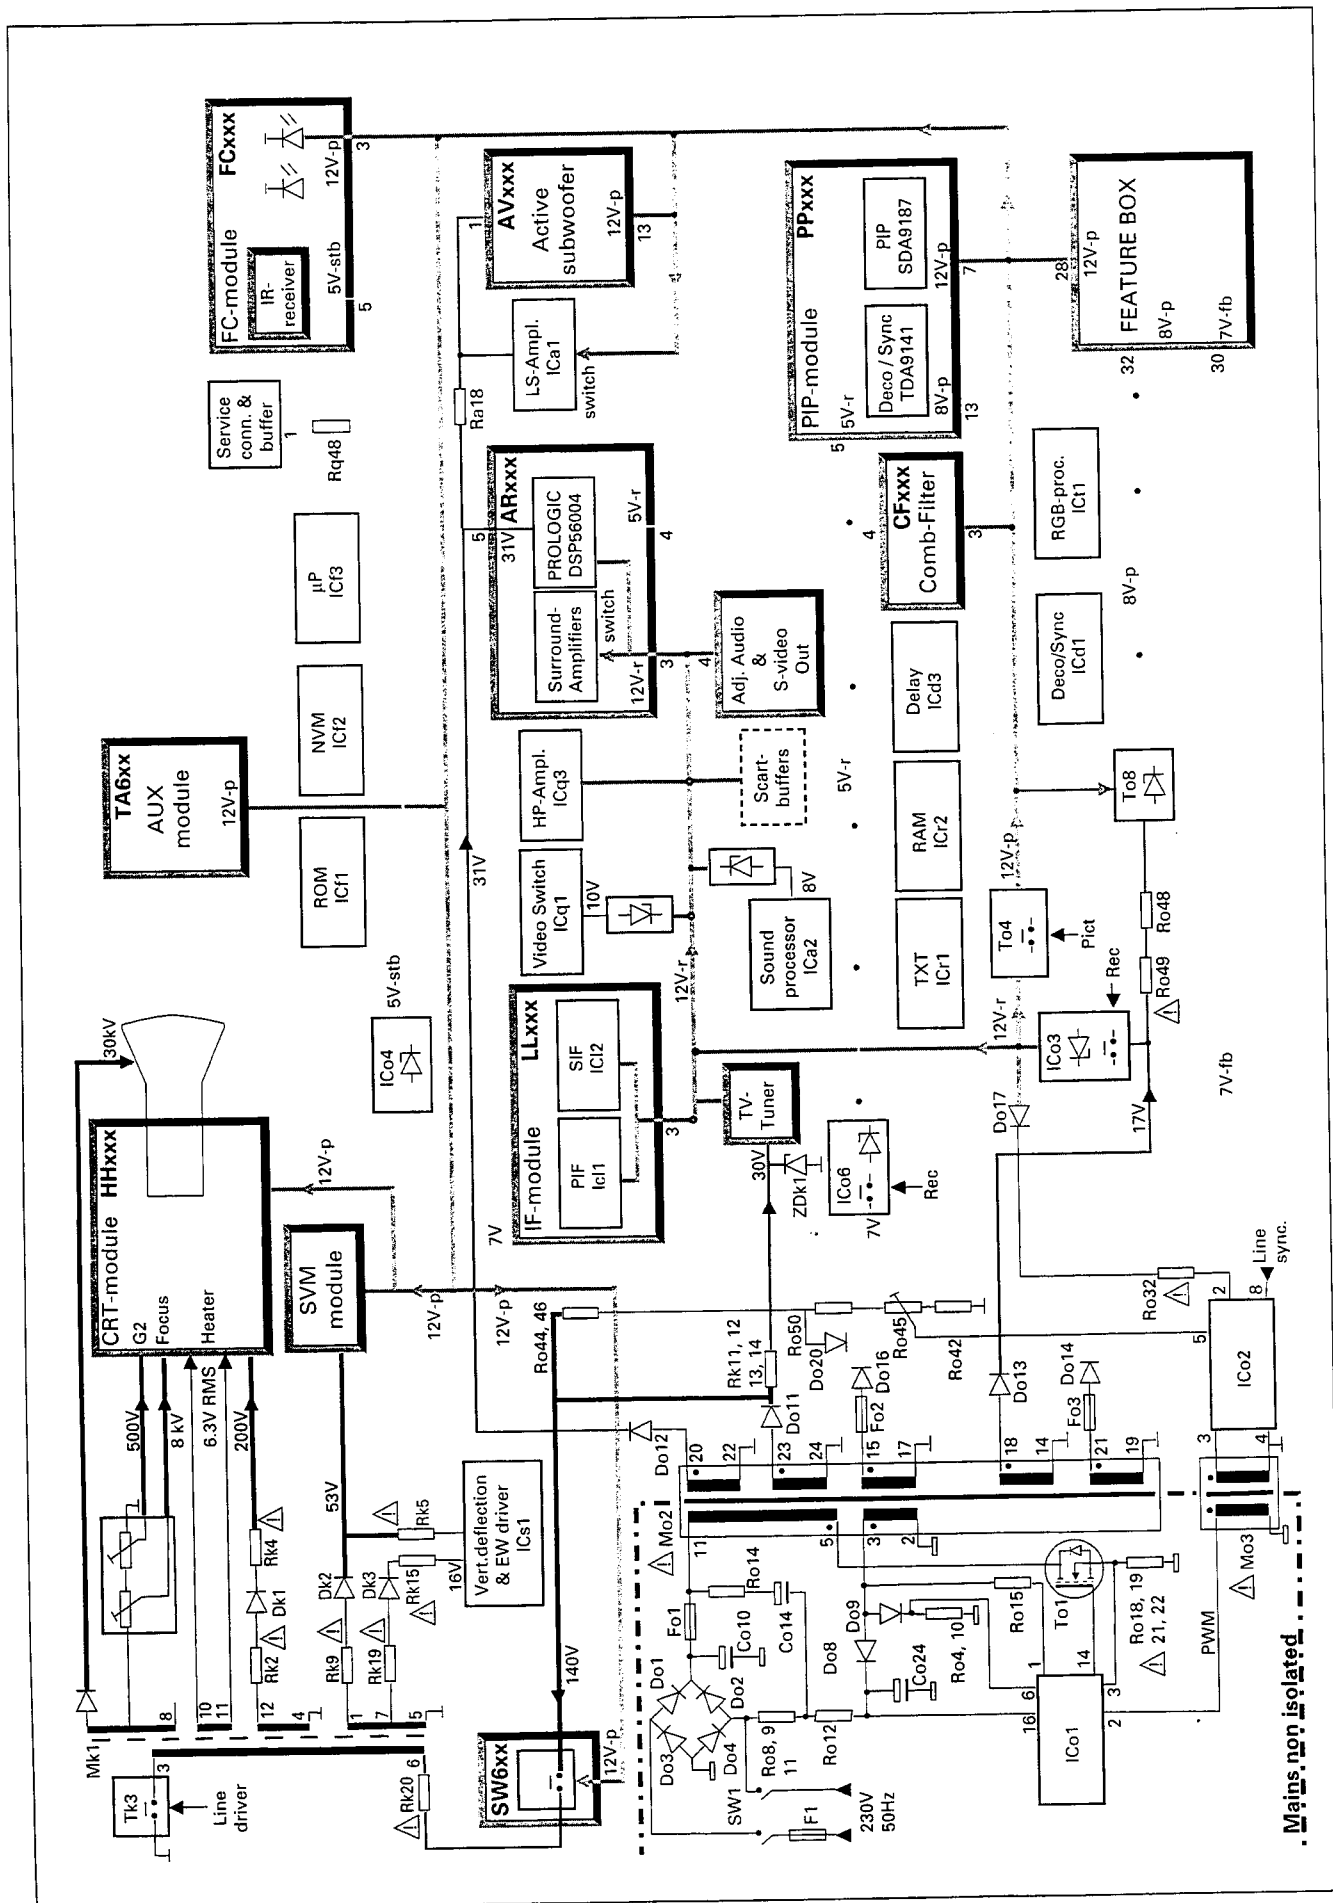 Mk1
Tk3
3
Line
driver
8
10
11
12
4
1
7
5
6
Rk20
Rk2
Dk1
Rk4
Rk9
Dk2
Rk19
Dk3
Rk15
Rk5
16V
53V
500V
8 kV
6.3V RMS
200V
30kV
CRT-module
HHxxx
G2
Focus
Heater
12V-p
SVM
module
Vert.deflection
& EW driver
ICs1
12V-p
12V-p
140V
SW6xx
12V-p
TA6xx
AUX
module
12V-p
ICo4
5V-stb
ROM
ICf1
NVM
ICf2
µP
ICf3
Service
conn. &
buffer
1
Rq48
FC-module
FCxxx
IR-
receiver
5V-stb
12V-p
5
3
31V
7V
IF-module
LLxxx
PIF
Icl1
SIF
ICl2
3
Video Switch
ICq1
10V
HP-Ampl.
ICq3
12V-r
5
31V
ARxxx
Surround-
Amplifiers
PROLOGIC
DSP56004
switch
12V-r
5V-r
3
4
Ra18
LS-Ampl.
ICa1
switch
1
AVxxx
Active
subwoofer
12V-p
13
TV-
Tuner
30V
ZDk1
Sound
processor
ICa2
8V
Scart-
buffers
4
Adj. Audio
&
S-video
Out
ICo6
7V
Rec
5V-r
TXT
ICr1
RAM
ICr2
Delay
ICd3
4
CFxxx
Comb-Filter
3
5
PIP-module
PPxxx
5V-r
Deco / Sync
TDA9141
PIP
SDA9187
8V-p
12V-p
13
7
Do17
12V-r
ICo3
Rec
To4
Pict
12V-p
17V
Ro49
Ro48
To8
Deco/Sync
ICd1
RGB-proc.
ICt1
8V-p
7V-fb
28
12V-p
FEATURE BOX
8V-p
7V-fb
32
30
Ro44, 46
Rk11, 12
13, 14
Ro50
Do20
Ro45
Ro42
Do12
Do11
Fo2
Do16
Do13
Fo3
Do14
20
22
23
24
15
17
18
14
21
19
Mo2
11
5
3
2
Fo1
Ro14
Co10
Co14
Do1
Do2
Do3
Do4
SW1
F1
230V
50Hz
Ro8, 9
11
Ro12
Do8
Do9
Co24
Ro4, 10
Ro15
To1
Ro18, 19
21, 22
16
6
1
14
3
2
ICo1
PWM
Mo3
3
4
5
2
8
ICo2
Ro32
Line
sync.
Mains non isolated